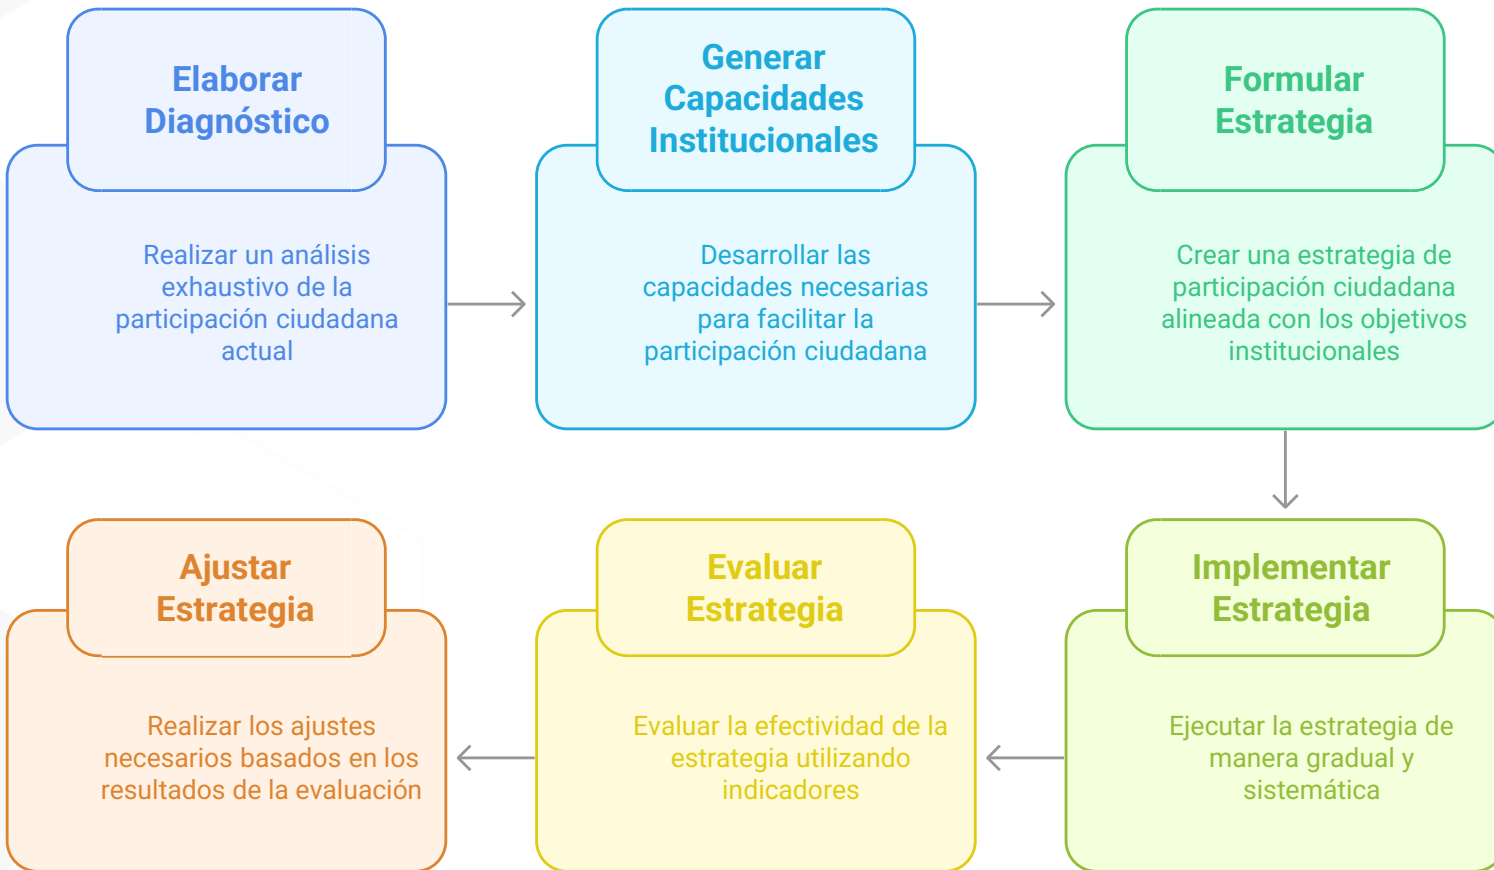 Elaborar
Diagnóstico
Realizar un análisis
exhaustivo de la
participación ciudadana
actual
Generar
Capacidades
Institucionales
Desarrollar las
capacidades necesarias
para facilitar la
participación ciudadana
Formular
Estrategia
Crear una estrategia de
participación ciudadana
alineada con los objetivos
institucionales
Implementar
Estrategia
Ejecutar la estrategia de
manera gradual y
sistemática
Evaluar
Estrategia
Evaluar la efectividad de la
estrategia utilizando
indicadores
Ajustar
Estrategia
Realizar los ajustes
necesarios basados en los
resultados de la evaluación